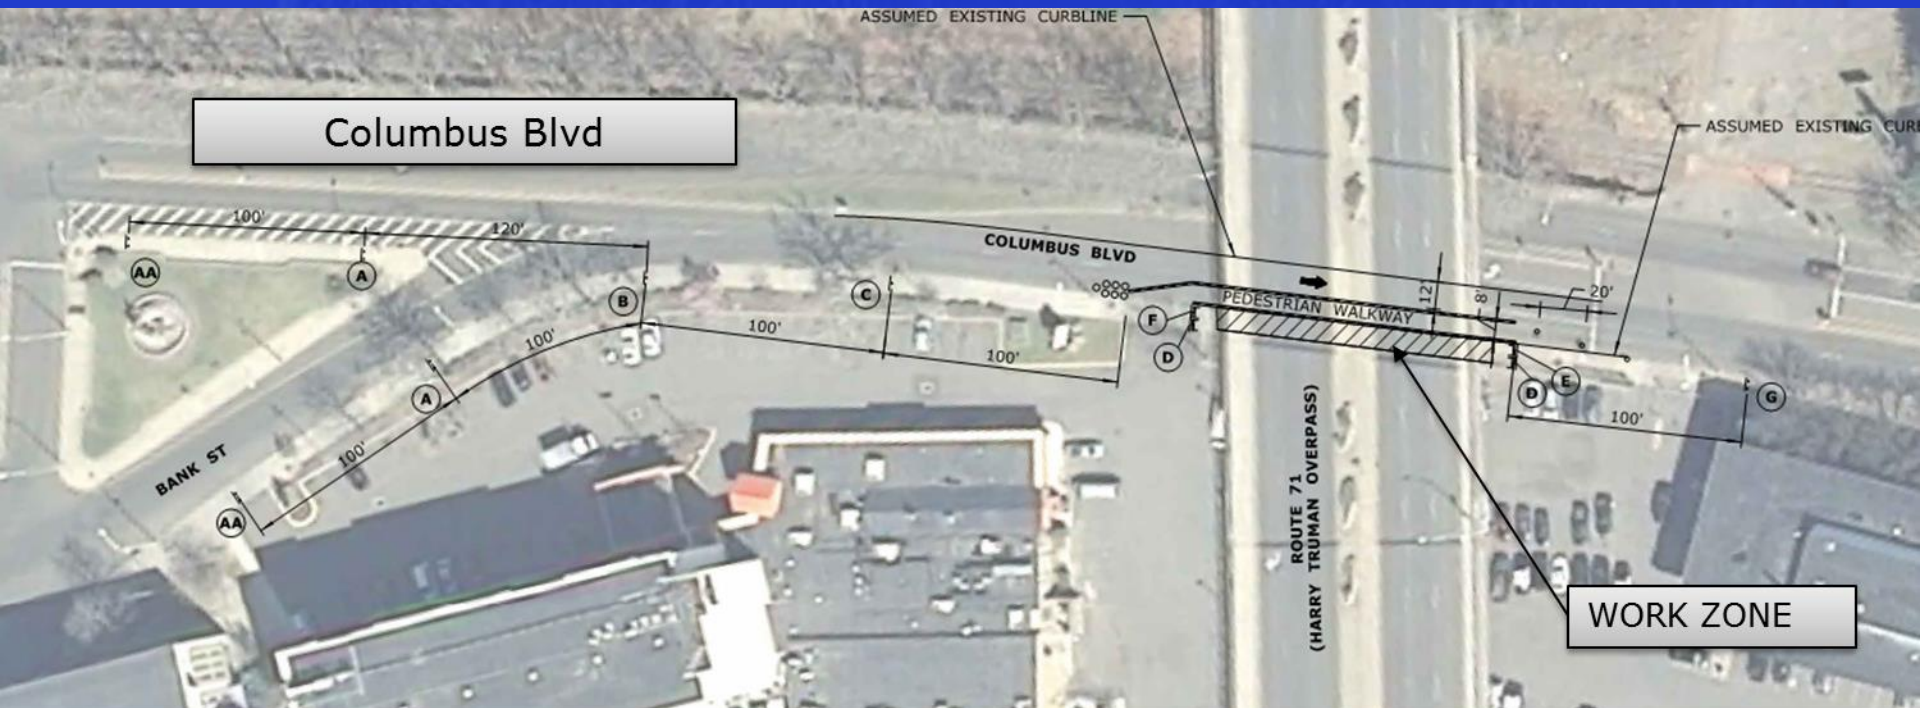 ASSUMED EXISTING CURBLINE
Columbus Blvd
ASSUMED EXISTING CUR
100'
120'
COLUMBUS BLVD
AA
A
B
C
F
D
PEDESTRIAN WALKWAY
12'
8'
20'
100'
100'
100'
A
E
D
G
100'
100'
BANK ST
AA
ROUTE 71
(HARRY TRUMAN OVERPASS)
WORK ZONE